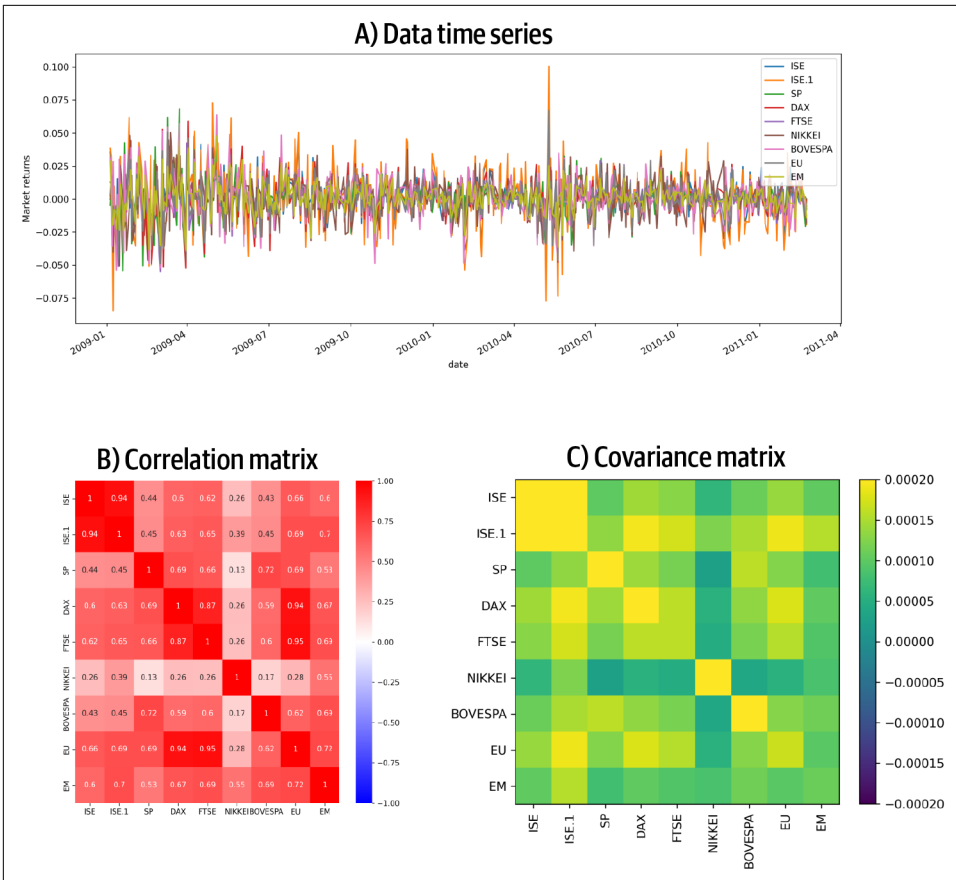 A) Data time series
0.100
0.075
0.050
0.025
0.000
−0.025
−0.050
−0.075
Market returns
ISE
ISE.1
SP
DAX
FTSE
NIKKEI
BOVESPA
EU
EM
2009-01
2009-04
2009-07
2009-10
2010-01
2010-04
2010-07
2010-10
2011-01
2011-04
date
B) Correlation matrix
ISE 1 0.94 0.44 0.6 0.62 0.26 0.43 0.66 0.6
ISE.1 0.94 1 0.45 0.63 0.65 0.39 0.45 0.69 0.7
SP 0.44 0.45 1 0.69 0.66 0.13 0.72 0.69 0.53
DAX 0.6 0.63 0.69 1 0.87 0.26 0.59 0.94 0.67
FTSE 0.62 0.65 0.66 0.87 1 0.26 0.6 0.95 0.69
NIKKEI 0.26 0.39 0.13 0.26 0.26 1 0.17 0.28 0.55
BOVESPA 0.43 0.45 0.72 0.59 0.6 0.17 1 0.62 0.69
EU 0.66 0.69 0.69 0.94 0.95 0.28 0.62 1 0.72
EM 0.6 0.7 0.53 0.67 0.69 0.55 0.69 0.72 1
ISE ISE.1 SP DAX FTSE NIKKEI BOVESPA EU EM
1.00
0.75
0.50
0.25
0.00
−0.25
−0.50
−0.75
−1.00
C) Covariance matrix
ISE
ISE.1
SP
DAX
FTSE
NIKKEI
BOVESPA
EU
EM
ISE
ISE.1
SP
DAX
FTSE
NIKKEI
BOVESPA
EU
EM
0.00020
0.00015
0.00010
0.00005
0.00000
−0.00005
−0.00010
−0.00015
−0.00020